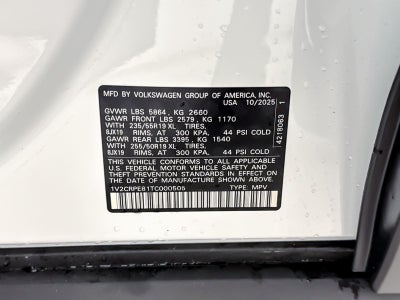 MFD BY VOLKSWAGEN GROUP OF AMERICA, INC.
USA 10/2025
GVWR LBS 5864, KG 2660
GAWR FRONT LBS 2579, KG 1170
WITH 235/55R19 XL TIRES,
8JX19 RIMS, AT 300 KPA, 44 PSI COLD
GAWR REAR LBS 3395, KG 1540
WITH 255/50R19 XL TIRES,
8JX19 RIMS, AT 300 KPA, 44 PSI COLD
THIS VEHICLE CONFORMS TO ALL APPLICABLE
U.S. FEDERAL MOTOR VEHICLE SAFETY AND
THEFT PREVENTION STANDARDS IN EFFECT ON
THE DATE OF MANUFACTURE SHOWN ABOVE.
1V2CRPE81TC000505 TYPE: MPV
4218063 1